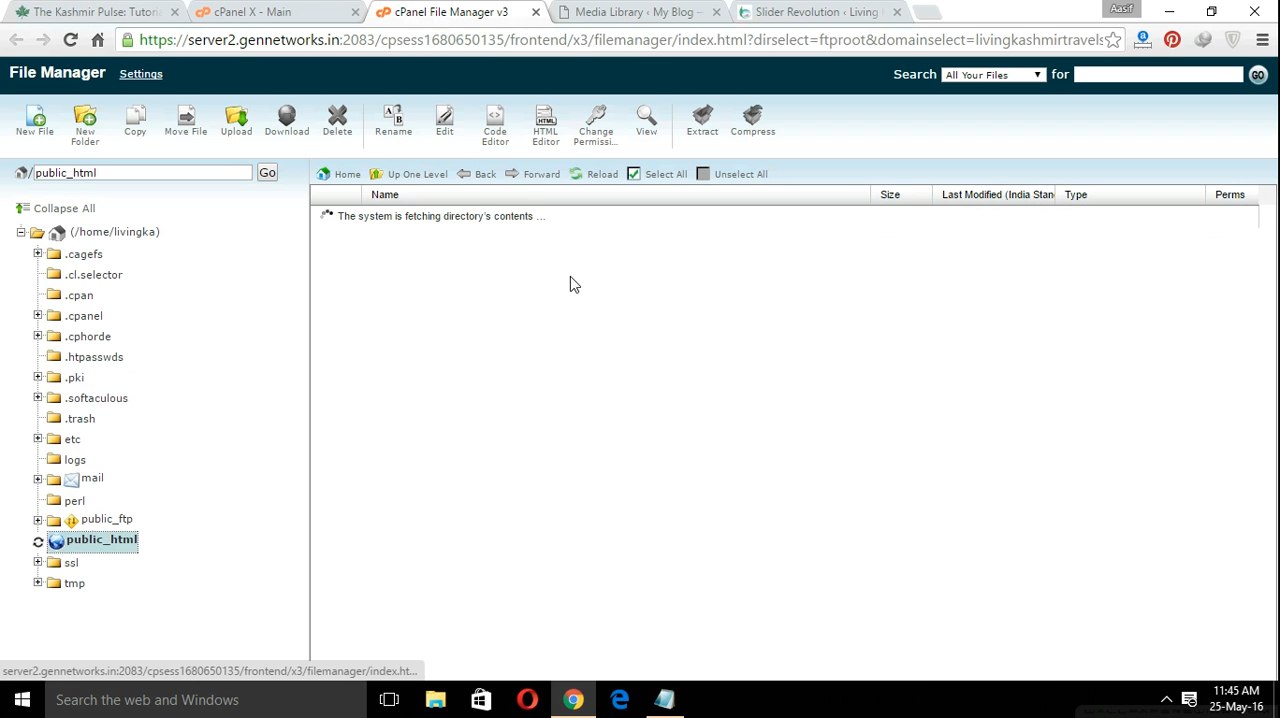 The Kashmir Pulse: Tutoria
cPanel X - Main
cPanel File Manager v3
Media Library ‹ My Blog —
Slider Revolution ‹ Living
Aasif
https://server2.gennetworks.in:2083/cpsess1680650135/frontend/x3/filemanager/index.html?dirselect=ftproot&domainselect=livingkashmirtravels
File Manager Settings
Search All Your Files for GO
New File
New Folder
Copy
Move File
Upload
Download
Delete
Rename
Edit
Code Editor
HTML Editor
Change Permissi...
View
Extract
Compress
/ public_html Go
Home Up One Level Back Forward Reload Select All Unselect All
Name Size Last Modified (India Stan Type Perms
The system is fetching directory's contents ...
Collapse All
(/home/livingka)
.cagefs
.cl.selector
.cpan
.cpanel
.cphorde
.htpasswds
.pki
.softaculous
.trash
etc
logs
mail
perl
public_ftp
public_html
ssl
tmp
server2.gennetworks.in:2083/cpsess1680650135/frontend/x3/filemanager/index.ht...
Search the web and Windows
11:45 AM
25-May-16